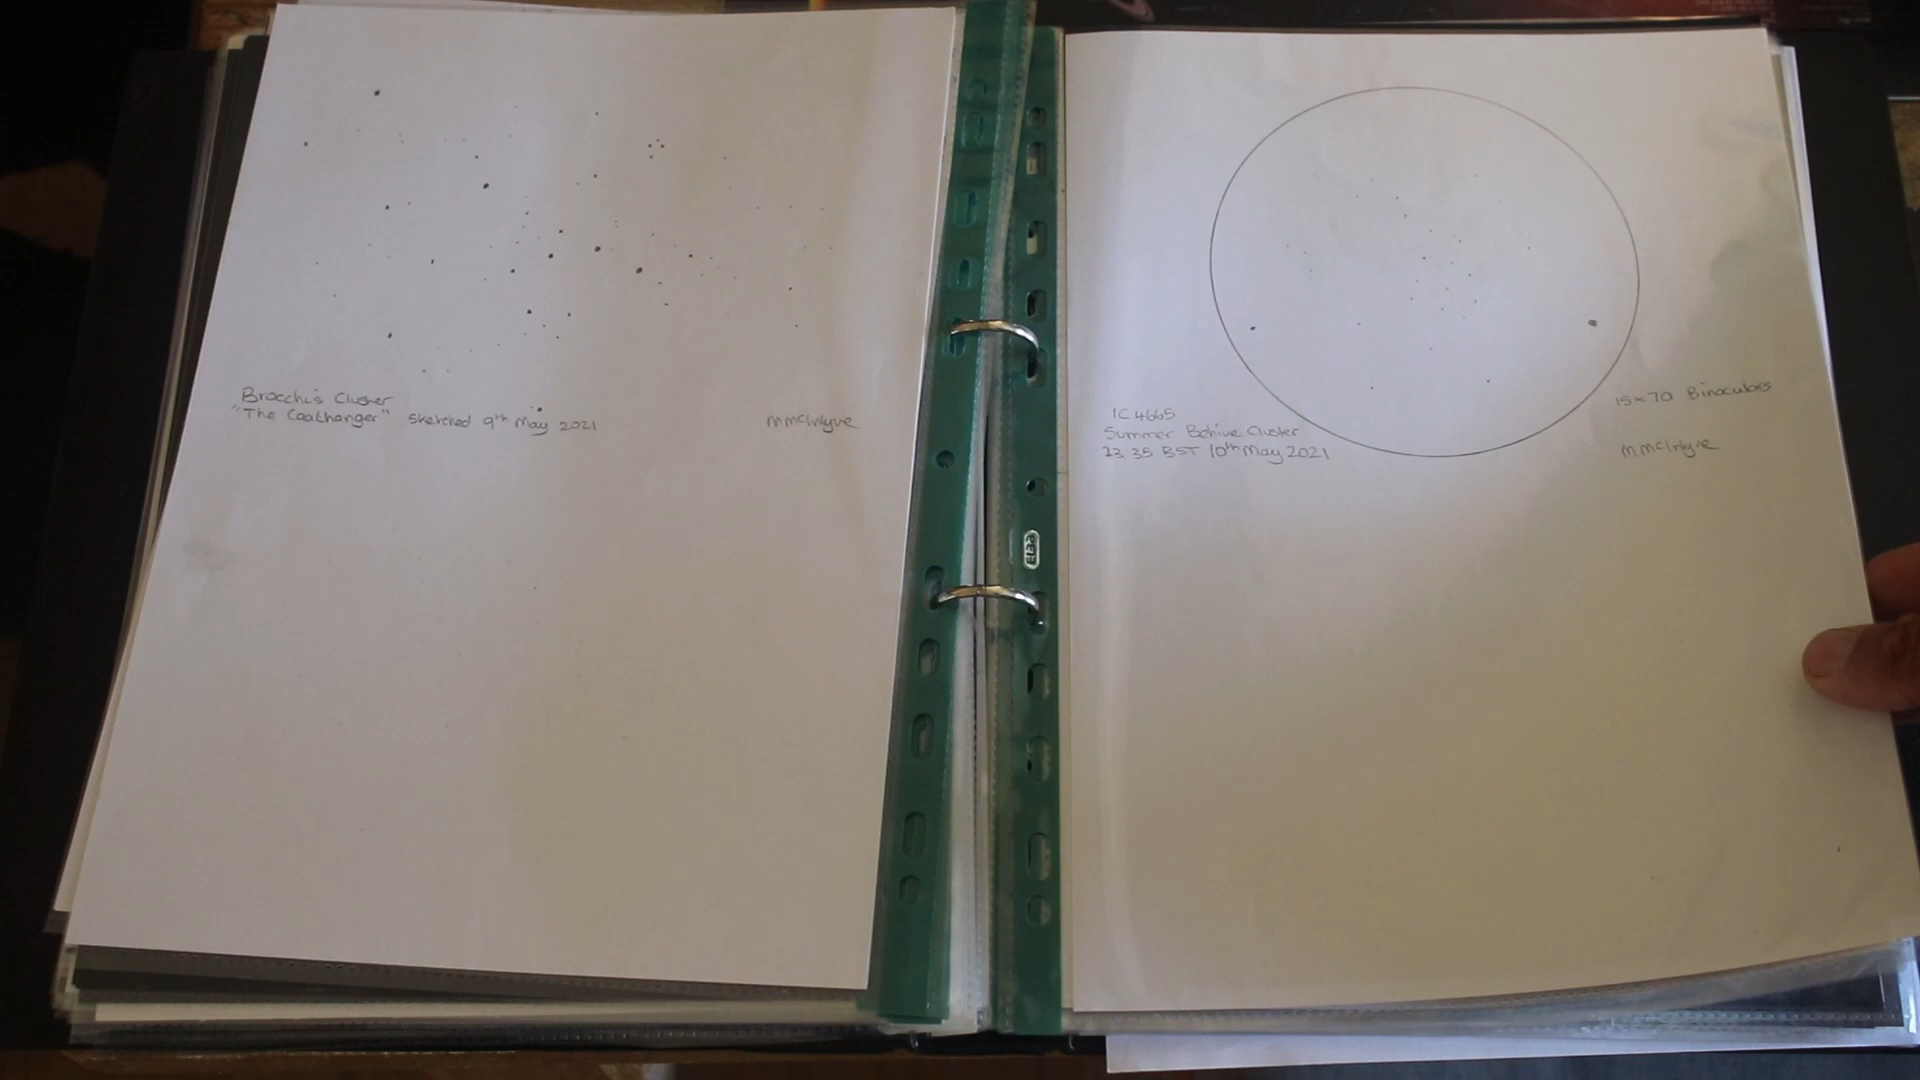 Brocchi's Cluster
"The Coathanger" sketched 9th May 2021
MMcIntyre
IC 4665
Summer Behive Cluster
23 35 BST 10th May 2021
15x70 Binoculars
MMcIntyre